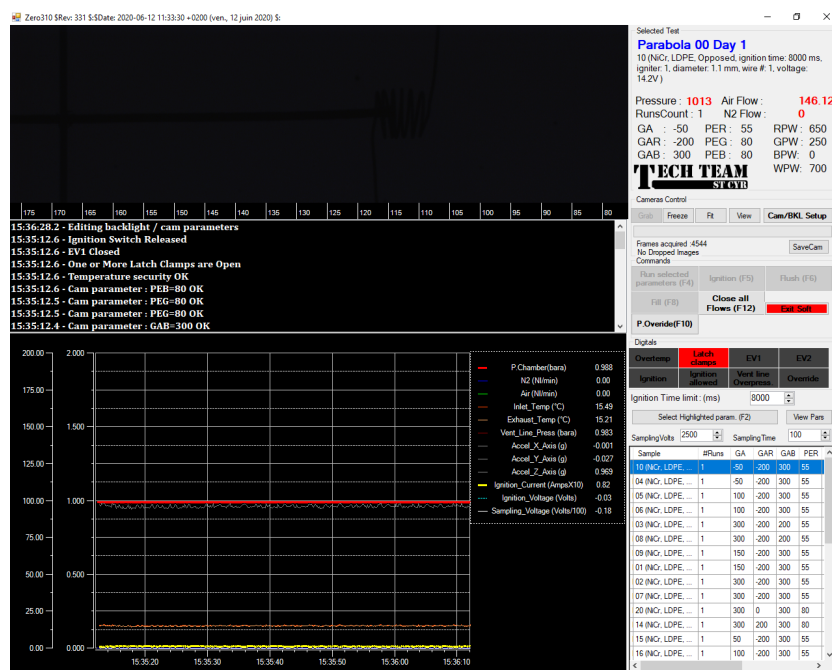 Zero310 $Rev: 331 $:$Date: 2020-06-12 11:33:30 +0200 (ven., 12 juin 2020) $:
175 170 165 160 155 150 145 140 135 130 125 120 115 110 105 100 95 90 85 80
15:36:28.2 - Editing backlight / cam parameters
15:35:12.6 - Ignition Switch Released
15:35:12.6 - EV1 Closed
15:35:12.6 - One or More Latch Clamps are Open
15:35:12.6 - Temperature security OK
15:35:12.6 - Cam parameter : PEB=80 OK
15:35:12.5 - Cam parameter : PEG=80 OK
15:35:12.5 - Cam parameter : PEG=80 OK
15:35:12.4 - Cam parameter : GAB=300 OK
200.00 2.000
175.00
150.00 1.500
125.00
100.00 1.000
75.00
50.00 0.500
25.00
0.00 0.000
15:35:20 15:35:30 15:35:40 15:35:50 15:36:00 15:36:10
P.Chamber(bara) 0.988
N2 (Nl/min) 0.00
Air (Nl/min) 0.00
Inlet_Temp (°C) 15.49
Exhaust_Temp (°C) 15.21
Vent_Line_Press (bara) 0.983
Accel_X_Axis (g) -0.001
Accel_Y_Axis (g) -0.027
Accel_Z_Axis (g) 0.969
Ignition_Current (AmpsX10) 0.82
Ignition_Voltage (Volts) -0.03
Sampling_Voltage (Volts/100) -0.18
Selected Test
Parabola 00 Day 1
10 (NiCr, LDPE, Opposed, ignition time: 8000 ms,
igniter: 1, diameter: 1.1 mm, wire #: 1, voltage:
14.2V )
Pressure : 1013 Air Flow : 146.12
RunsCount : 1 N2 Flow : 0
GA : -50 PER : 55 RPW: 650
GAR : -200 PEG : 80 GPW: 250
GAB : 300 PEB : 80 BPW: 0
WPW: 700
TECH TEAM
ST CYR
Cameras Control
Grab Freeze Fit View Cam/BKL Setup
Frames acquired :4544
No Dropped Images
SaveCam
Commands
Run selected
parameters (F4)
Ignition (F5)
Flush (F6)
Fill (F8)
Close all
Flows (F12)
Exit Soft
P.Overide(F10)
Digitals
Overtemp
Latch
clamps
EV1
EV2
Ignition
Ignition
allowed
Vent line
Overpress.
Override
Ignition Time limit : (ms) 8000
Select Highlighted param. (F2)
View Pars
SamplingVolts 2500 SamplingTime 100
Sample #Runs GA GAR GAB PER
10 (NiCr, LDPE, ... 1 -50 -200 300 55
04 (NiCr, LDPE, ... 1 -50 -200 300 55
05 (NiCr, LDPE, ... 1 100 -200 300 55
06 (NiCr, LDPE, ... 1 100 -200 300 55
03 (NiCr, LDPE, ... 1 300 -200 200 55
08 (NiCr, LDPE, ... 1 300 -200 300 55
09 (NiCr, LDPE, ... 1 150 -200 300 55
01 (NiCr, LDPE, ... 1 150 -200 300 55
02 (NiCr, LDPE, ... 1 300 -200 300 55
07 (NiCr, LDPE, ... 1 300 -200 300 55
20 (NiCr, LDPE, ... 1 300 0 300 80
14 (NiCr, LDPE, ... 1 300 200 300 80
15 (NiCr, LDPE, ... 1 50 -200 300 55
16 (NiCr, LDPE, ... 1 100 -200 300 55